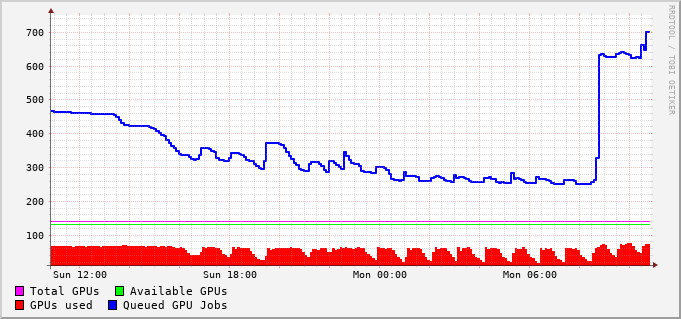 RRDTOOL / TOBI OETIKER
700
600
500
400
300
200
100
Sun 12:00 Sun 18:00 Mon 00:00 Mon 06:00
Total GPUs Available GPUs
GPUs used Queued GPU Jobs